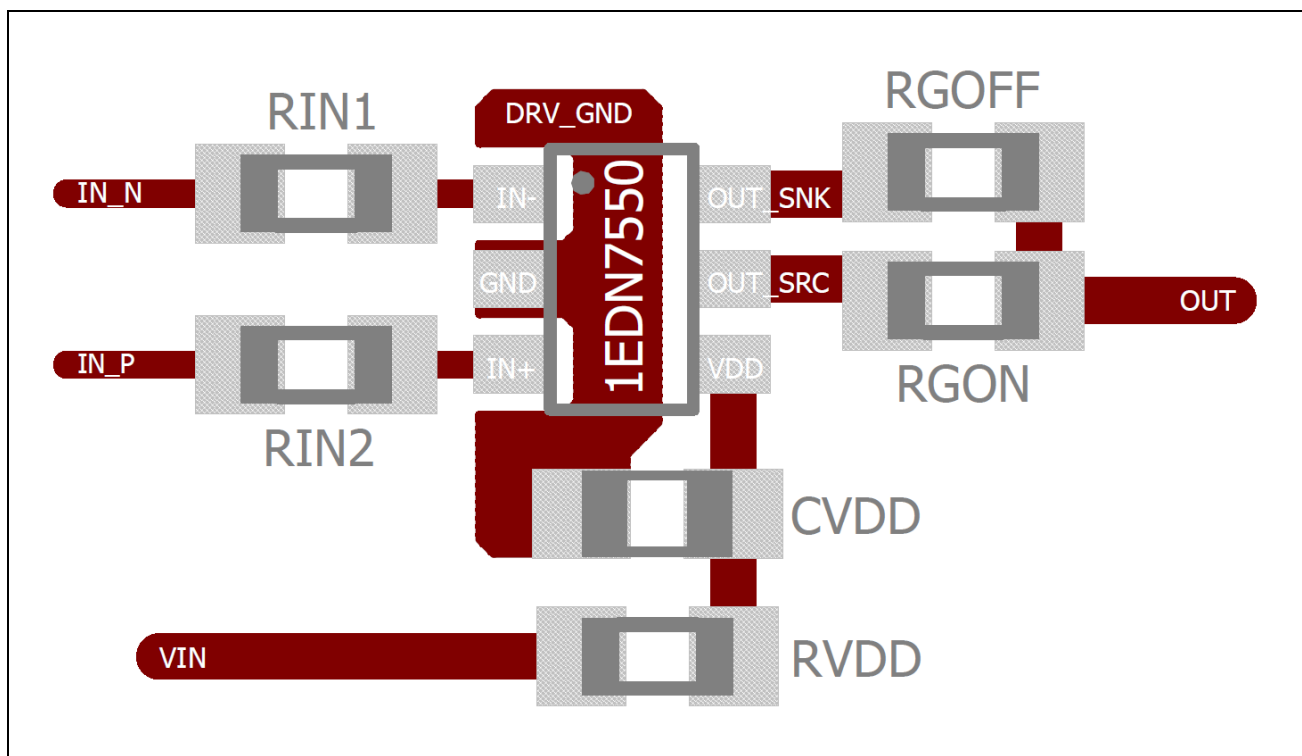 RGOFF
RIN1
DRV_GND
IN_N
IN-
OUT_SNK
GND
1EDN7550
OUT_SRC
OUT
IN_P
IN+
VDD
RGON
RIN2
CVDD
VIN
RVDD